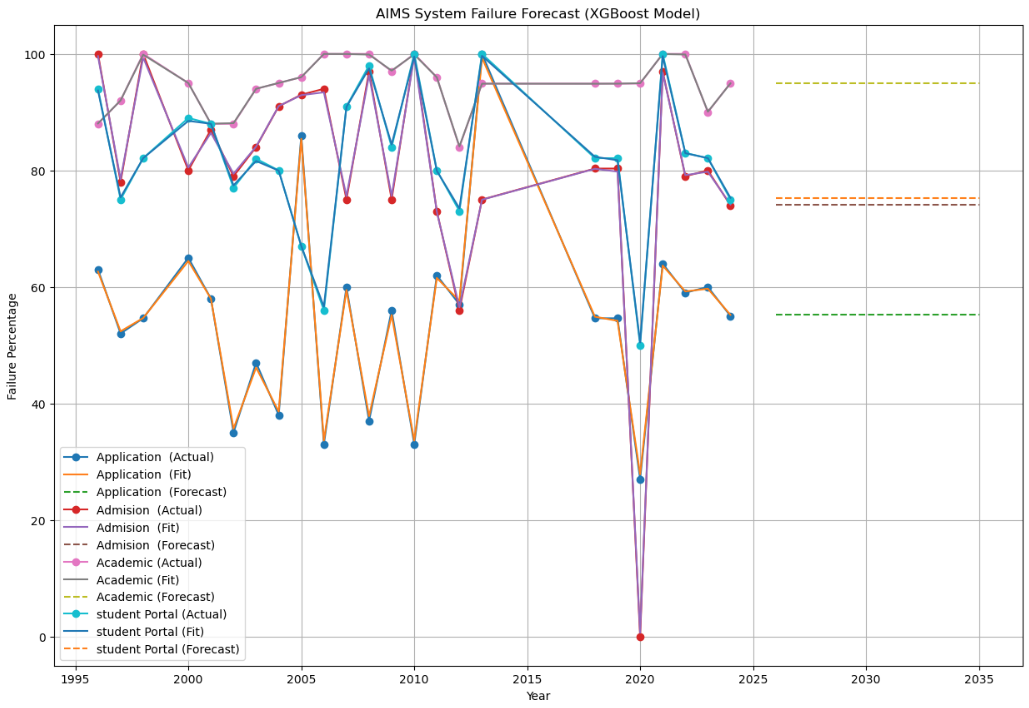 AIMS System Failure Forecast (XGBoost Model)
100
80
60
40
20
0
Failure Percentage
Application  (Actual)
Application  (Fit)
Application  (Forecast)
Admision  (Actual)
Admision  (Fit)
Admision  (Forecast)
Academic (Actual)
Academic (Fit)
Academic (Forecast)
student Portal (Actual)
student Portal (Fit)
student Portal (Forecast)
1995 2000 2005 2010 2015 2020 2025 2030 2035
Year